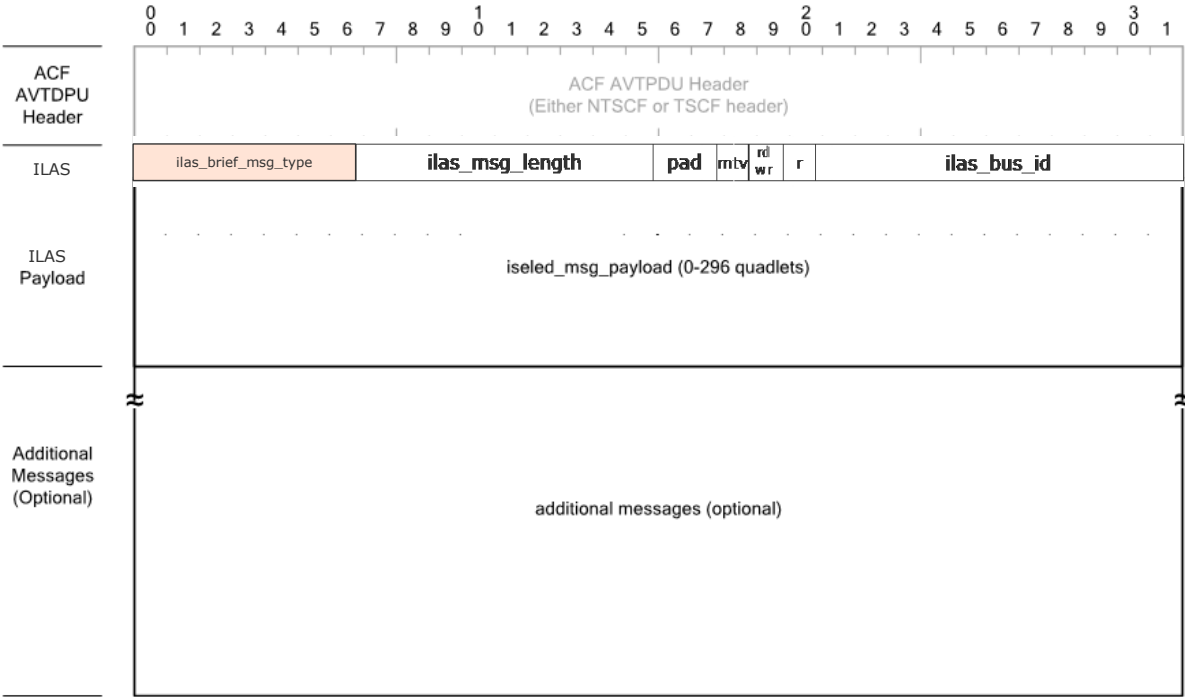 0 1 2 3
0 1 2 3 4 5 6 7 8 9 0 1 2 3 4 5 6 7 8 9 0 1 2 3 4 5 6 7 8 9 0 1
ACF
AVTDPU
Header
ACF AVTPDU Header
(Either NTSCF or TSCF header)
ILAS
ilas_brief_msg_type
ilas_msg_length
pad
mtv
rd
wr
r
ilas_bus_id
ILAS
Payload
iseled_msg_payload (0-296 quadlets)
Additional
Messages
(Optional)
additional messages (optional)